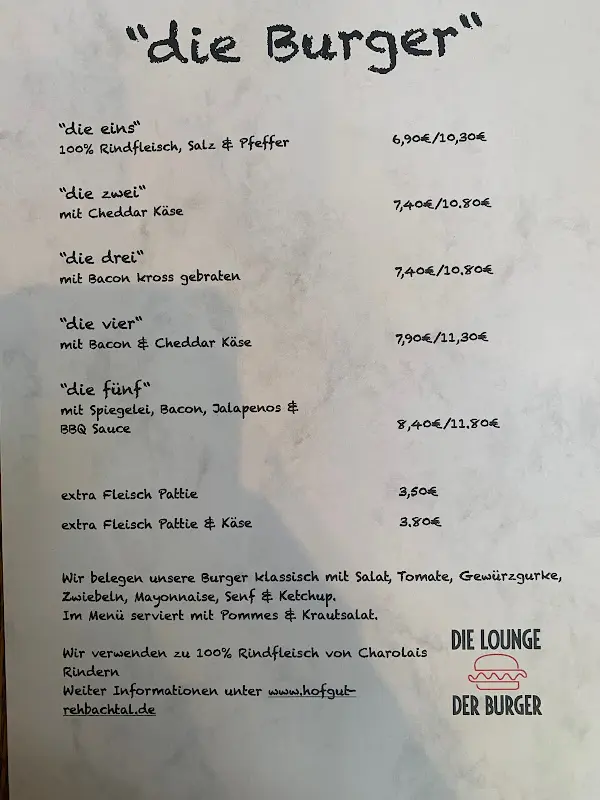 "die Burger"
"die eins"
100% Rindfleisch, Salz & Pfeffer 6,90€/10,30€
"die zwei"
mit Cheddar Käse 7,40€/10.80€
"die drei"
mit Bacon kross gebraten 7,40€/10.80€
"die vier"
mit Bacon & Cheddar Käse 7,90€/11,30€
"die fünf"
mit Spiegelei, Bacon, Jalapenos &
BBQ Sauce 8,40€/11.80€
extra Fleisch Pattie 3,50€
extra Fleisch Pattie & Käse 3.80€
Wir belegen unsere Burger klassisch mit Salat, Tomate, Gewürzgurke,
Zwiebeln, Mayonnaise, Senf & Ketchup.
Im Menü serviert mit Pommes & Krautsalat.
Wir verwenden zu 100% Rindfleisch von Charolais
Rindern
Weiter Informationen unter www.hofgut-
rehbachtal.de
DIE LOUNGE
DER BURGER